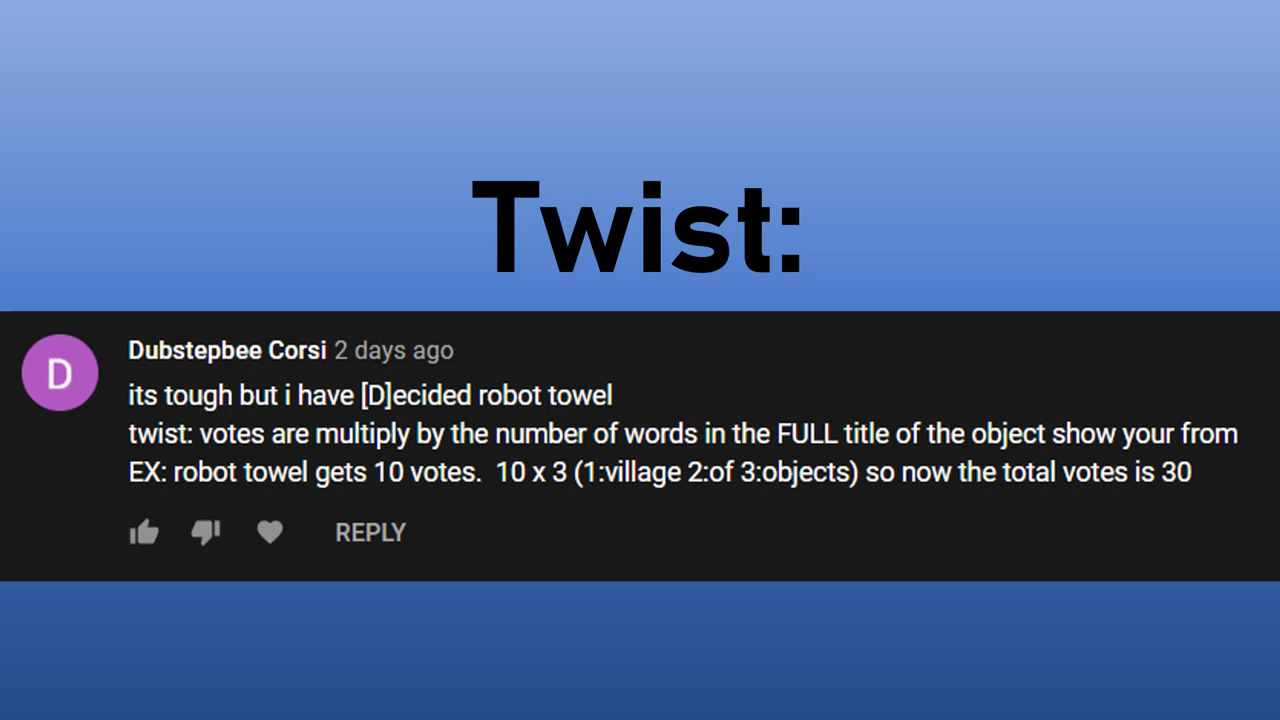 Twist:
D
Dubstepbee Corsi 2 days ago
its tough but i have [D]ecided robot towel
twist: votes are multiply by the number of words in the FULL title of the object show your from
EX: robot towel gets 10 votes.  10 x 3 (1:village 2:of 3:objects) so now the total votes is 30
REPLY